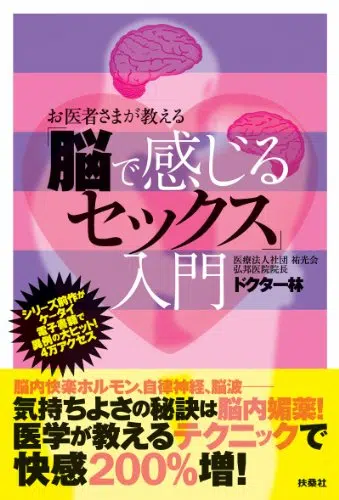 お医者さまが教える
「脳で感じる
セックス」
入門
医療法人社団 祐光会
弘邦医院院長
ドクター林
シリーズ前作が
ケータイ
電子書籍で
異例の大ヒット!
4万アクセス
脳内快楽ホルモン、自律神経、脳波──
気持ちよさの秘訣は脳内媚薬!
医学が教えるテクニックで
快感200%増!
扶桑社